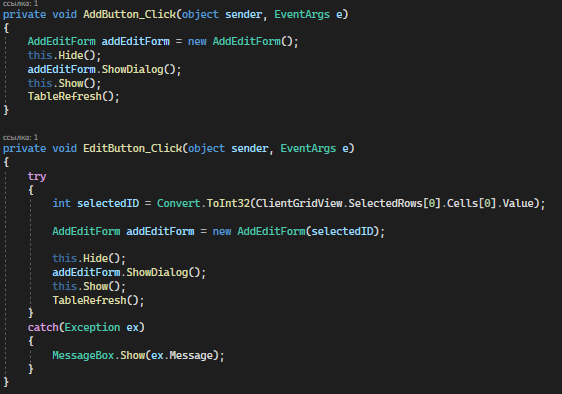 ссылка: 1
private void AddButton_Click(object sender, EventArgs e)
{
    AddEditForm addEditForm = new AddEditForm();
    this.Hide();
    addEditForm.ShowDialog();
    this.Show();
    TableRefresh();
}
ссылка: 1
private void EditButton_Click(object sender, EventArgs e)
{
    try
    {
        int selectedID = Convert.ToInt32(ClientGridView.SelectedRows[0].Cells[0].Value);
        AddEditForm addEditForm = new AddEditForm(selectedID);
        this.Hide();
        addEditForm.ShowDialog();
        this.Show();
        TableRefresh();
    }
    catch(Exception ex)
    {
        MessageBox.Show(ex.Message);
    }
}